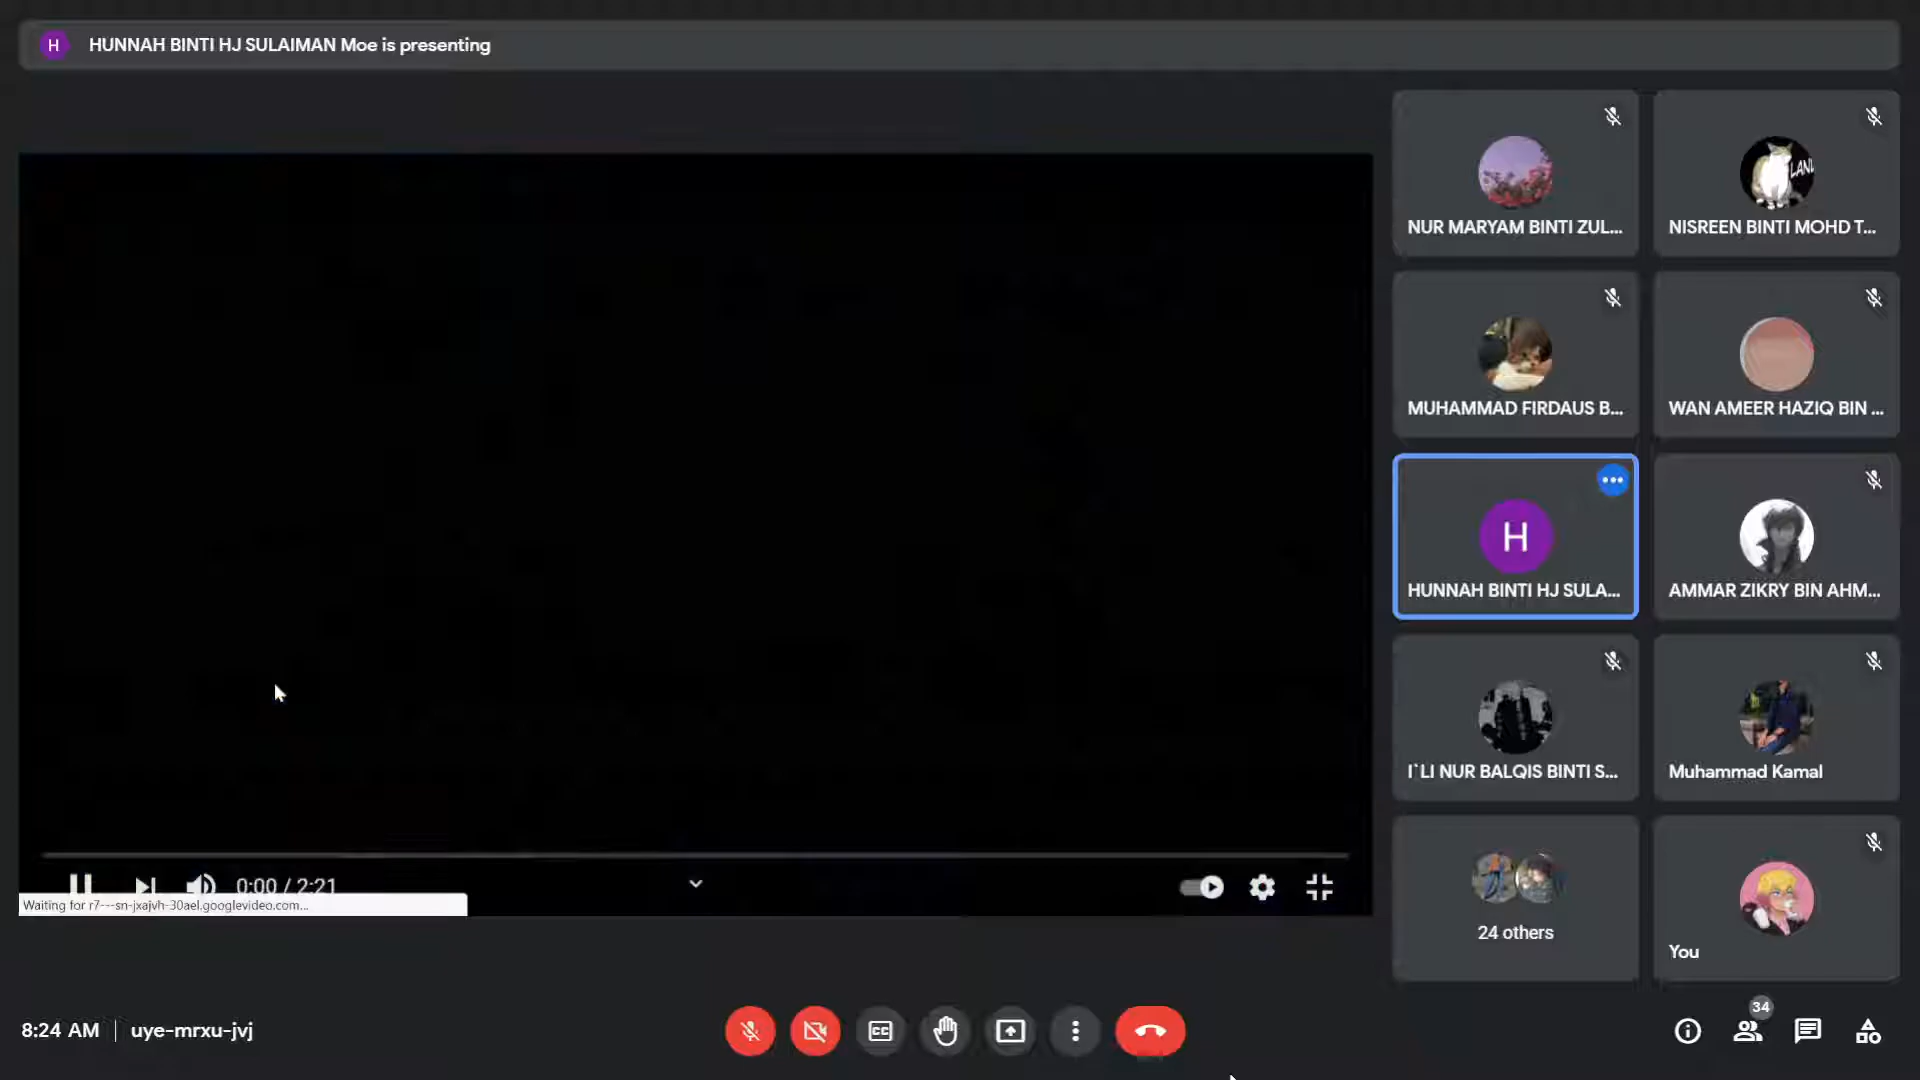 H HUNNAH BINTI HJ SULAIMAN Moe is presenting
NUR MARYAM BINTI ZUL...
NISREEN BINTI MOHD T...
LANL
MUHAMMAD FIRDAUS B...
WAN AMEER HAZIQ BIN ...
H
HUNNAH BINTI HJ SULA...
AMMAR ZIKRY BIN AHM...
I`LI NUR BALQIS BINTI S...
Muhammad Kamal
24 others
You
0:00 / 2:21
Waiting for r7---sn-jxajvh-30ael.googlevideo.com...
8:24 AM | uye-mrxu-jvj
CC
34